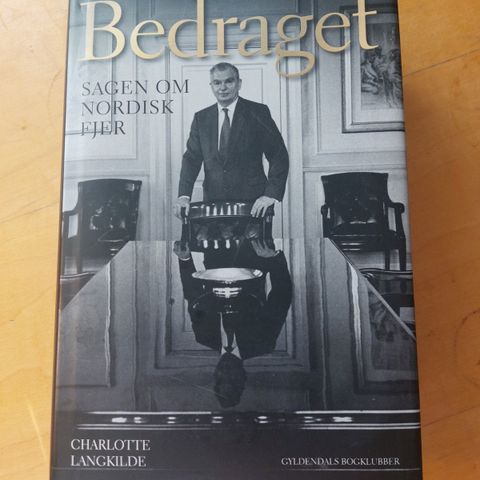 Bedraget
SAGEN OM
NORDISK
FJER
CHARLOTTE
LANGKILDE
GYLDENDALS BOGKLUBBER